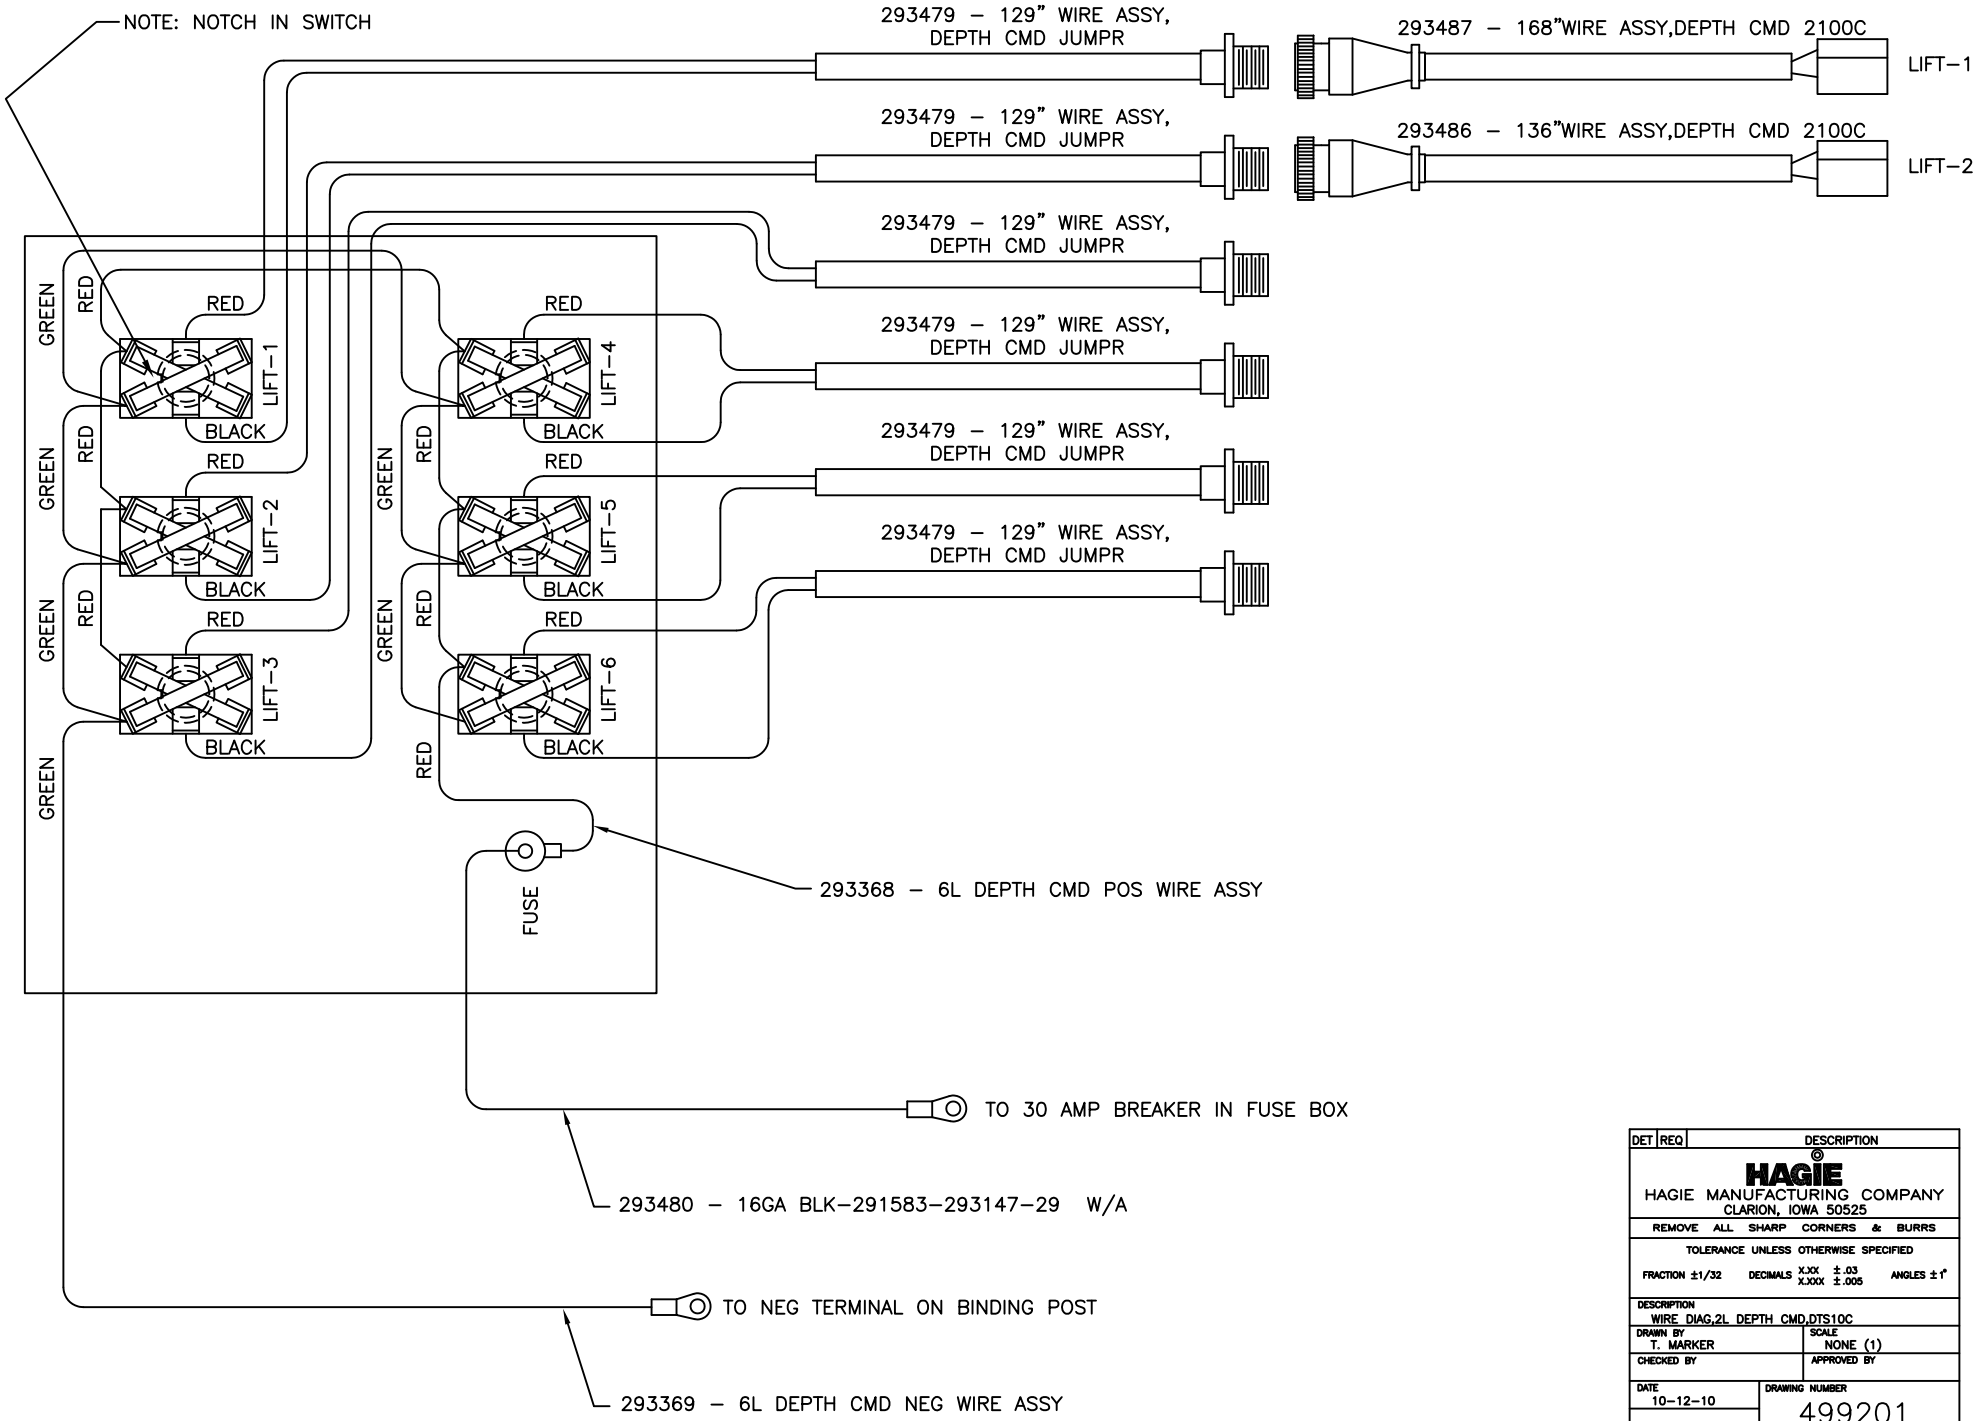 NOTE: NOTCH IN SWITCH
293479 - 129" WIRE ASSY,
DEPTH CMD JUMPR
293487 - 168"WIRE ASSY,DEPTH CMD 2100C
LIFT-1
293479 - 129" WIRE ASSY,
DEPTH CMD JUMPR
293486 - 136"WIRE ASSY,DEPTH CMD 2100C
LIFT-2
293479 - 129" WIRE ASSY,
DEPTH CMD JUMPR
293479 - 129" WIRE ASSY,
DEPTH CMD JUMPR
293479 - 129" WIRE ASSY,
DEPTH CMD JUMPR
293479 - 129" WIRE ASSY,
DEPTH CMD JUMPR
GREEN
RED
RED
LIFT-1
BLACK
GREEN
RED
RED
LIFT-2
BLACK
GREEN
RED
RED
LIFT-3
BLACK
GREEN
RED
LIFT-4
BLACK
GREEN
RED
RED
LIFT-5
BLACK
GREEN
RED
RED
LIFT-6
BLACK
RED
FUSE
293368 - 6L DEPTH CMD POS WIRE ASSY
TO 30 AMP BREAKER IN FUSE BOX
293480 - 16GA BLK-291583-293147-29 W/A
TO NEG TERMINAL ON BINDING POST
293369 - 6L DEPTH CMD NEG WIRE ASSY
DET REQ DESCRIPTION
HAGIE
HAGIE MANUFACTURING COMPANY
CLARION, IOWA 50525
REMOVE ALL SHARP CORNERS & BURRS
TOLERANCE UNLESS OTHERWISE SPECIFIED
FRACTION ±1/32 DECIMALS X.XX ±.03 ANGLES ±1°
X.XXX ±.005
DESCRIPTION
WIRE DIAG,2L DEPTH CMD,DTS10C
DRAWN BY SCALE
T. MARKER NONE (1)
CHECKED BY APPROVED BY
DATE DRAWING NUMBER
10-12-10
499201